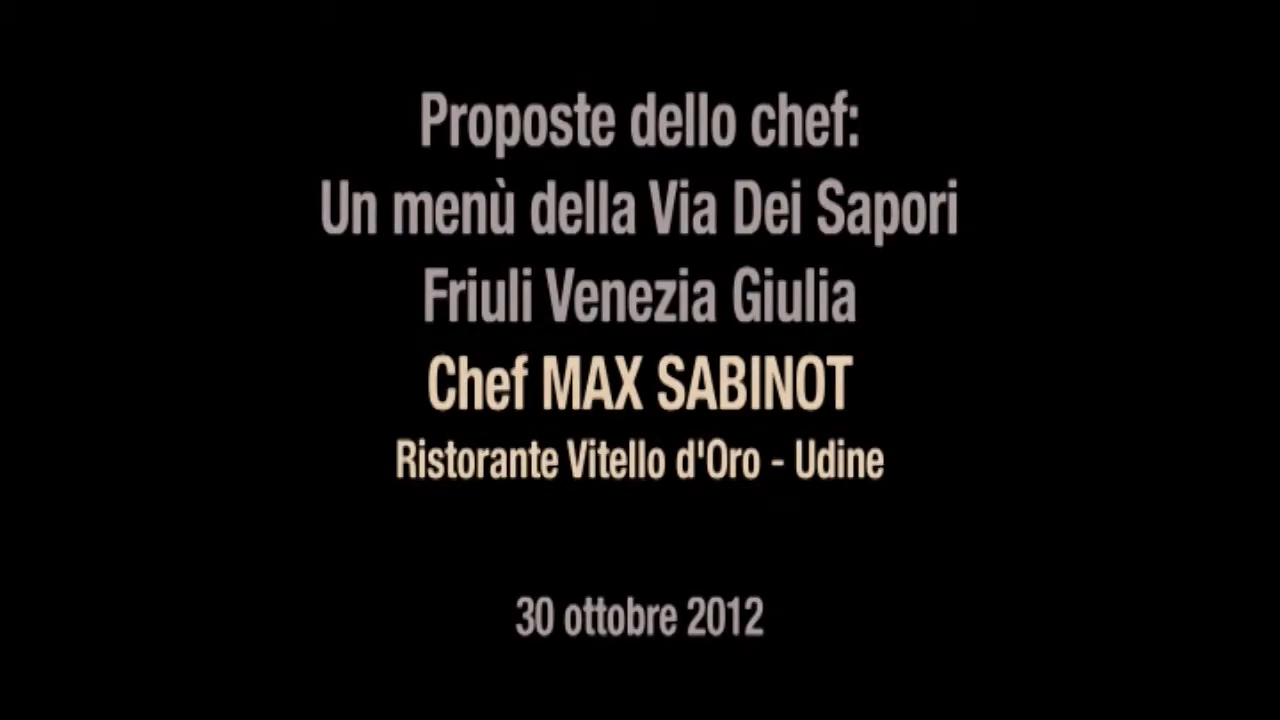 Proposte dello chef:
Un menù della Via Dei Sapori
Friuli Venezia Giulia
Chef MAX SABINOT
Ristorante Vitello d'Oro - Udine
30 ottobre 2012